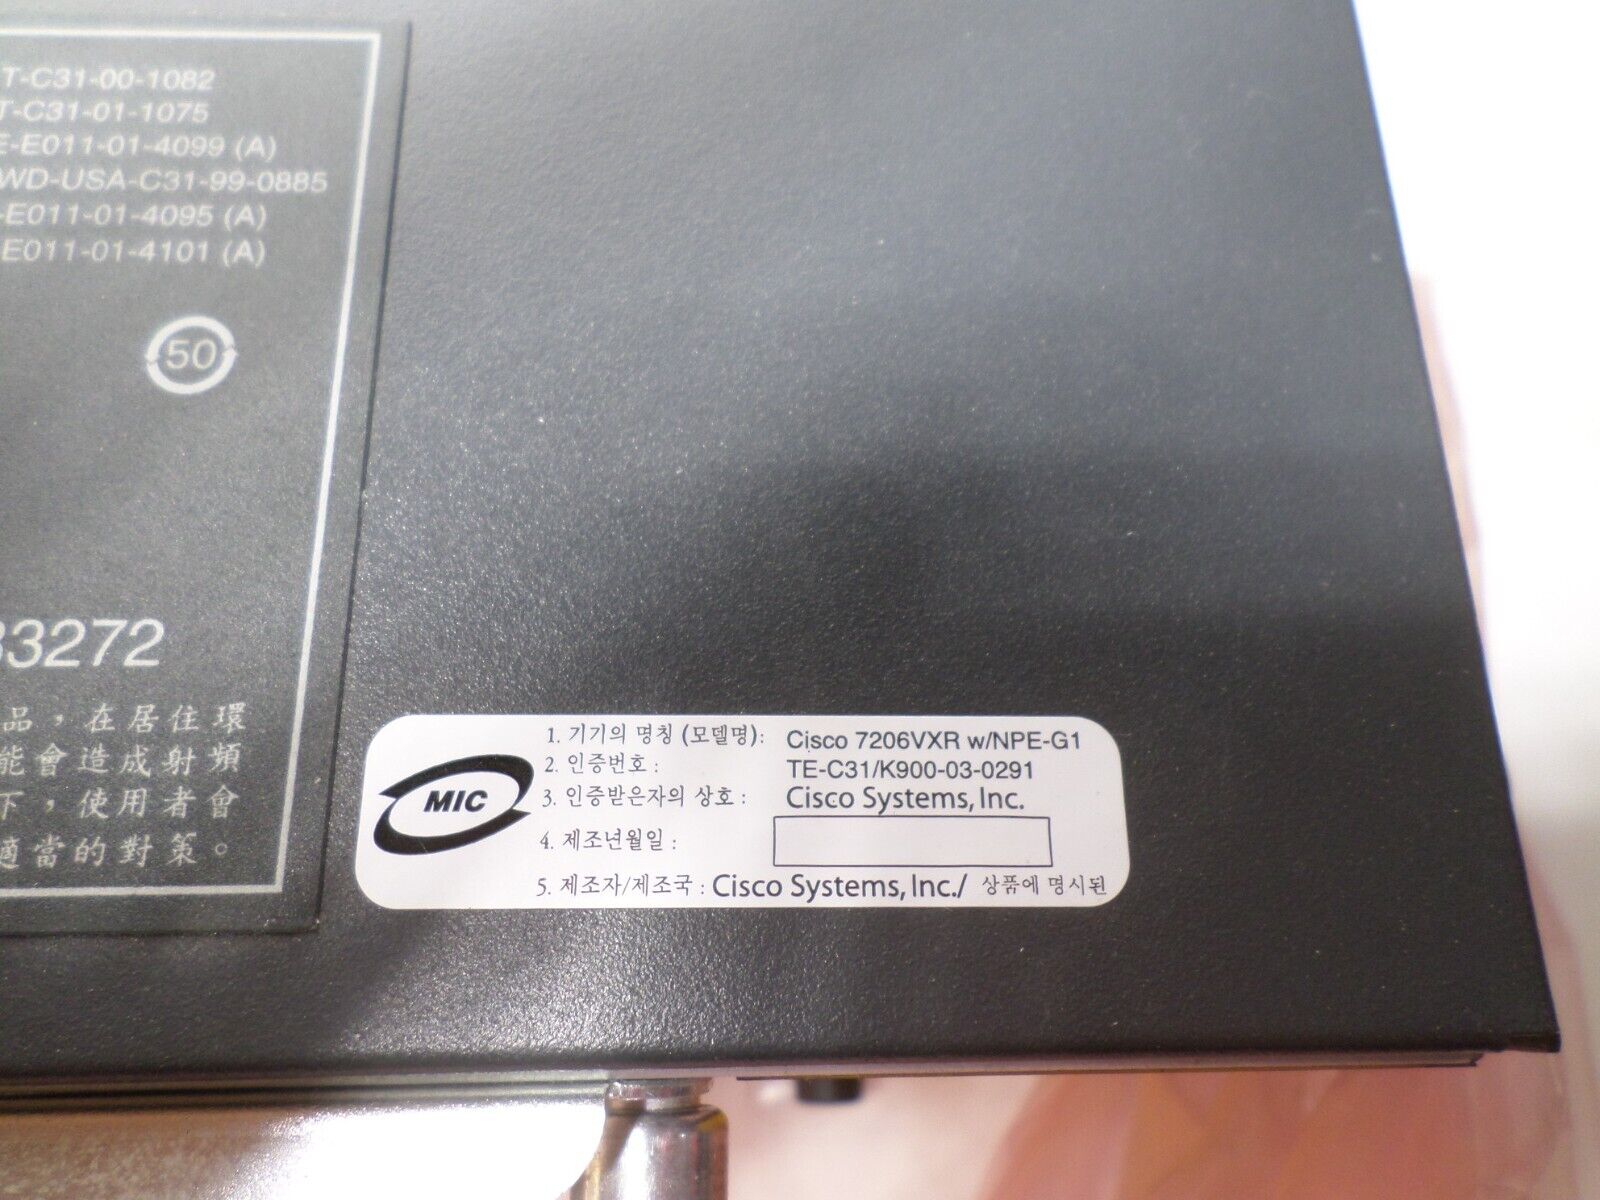 T-C31-00-1082
T-C31-01-1075
E-E011-01-4099 (A)
WD-USA-C31-99-0885
-E011-01-4095 (A)
E011-01-4101 (A)
50
33272
品，在居住環
能會造成射頻
下，使用者會
適當的對策。
MIC
1. 기기의 명칭 (모델명): Cisco 7206VXR w/NPE-G1
2. 인증번호 : TE-C31/K900-03-0291
3. 인증받은자의 상호 : Cisco Systems, Inc.
4. 제조년월일 :
5. 제조자/제조국 : Cisco Systems, Inc./ 상품에 명시된